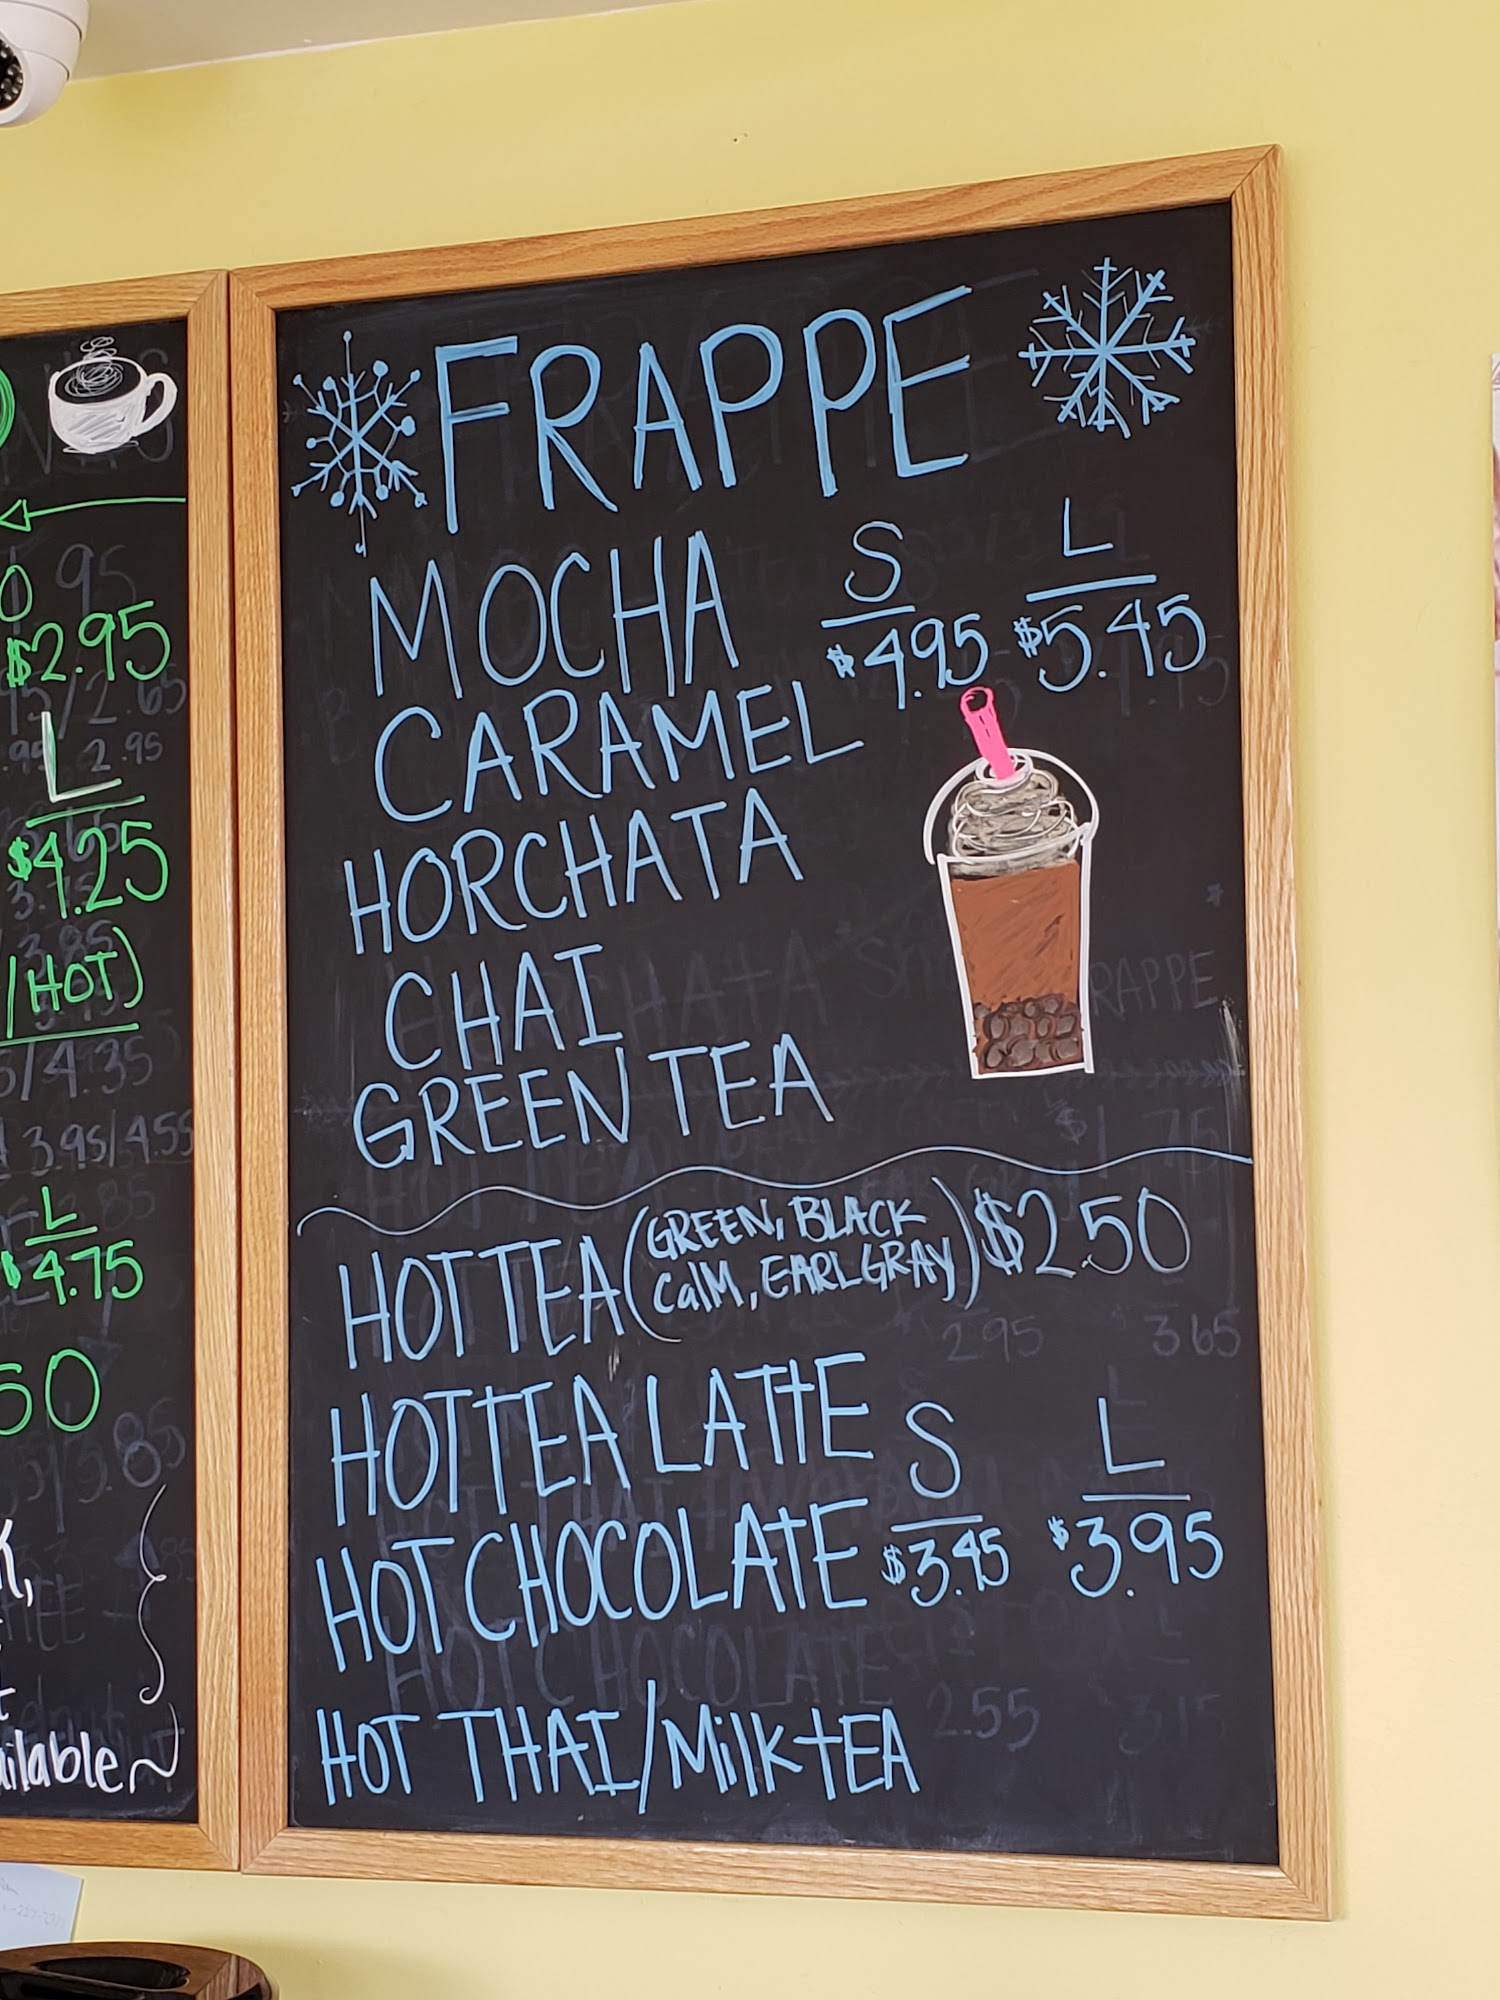 $2.95
L
$4.25
/HOT)
L
$4.75
50
ailable~
FRAPPE
S L
MOCHA $4.95 $5.45
CARAMEL
HORCHATA
CHAI
GREEN TEA
HOT TEA (GREEN, BLACK CalM, EARL GRAY) $2.50
HOT TEA LATTE S L
HOT CHOCOLATE $3.45 $3.95
HOT THAI/MilK tEA